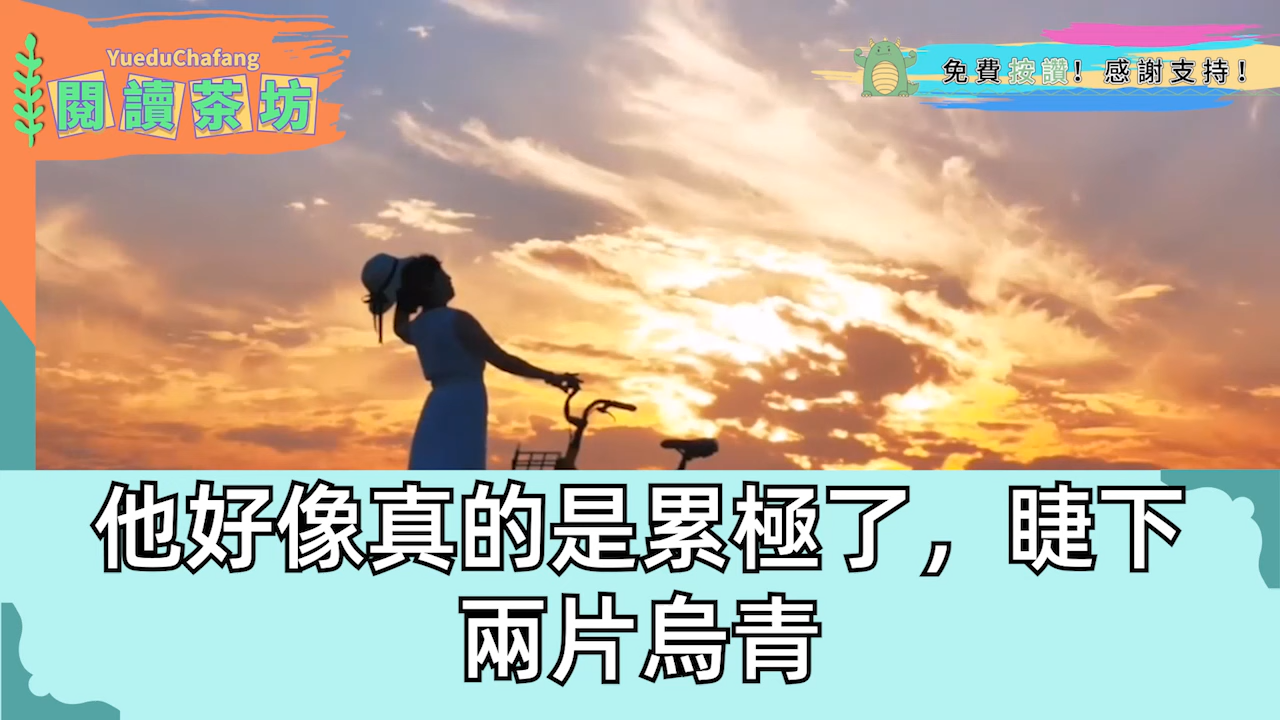 YueduChafang
閱讀茶坊
免費按讚！感謝支持！
他好像真的是累極了，睫下
兩片烏青